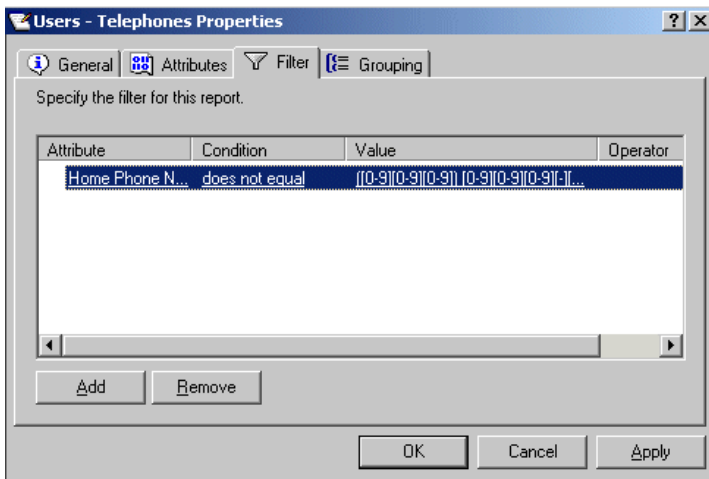 Users - Telephones Properties
General Attributes Filter Grouping
Specify the filter for this report.
Attribute Condition Value Operator
Home Phone N... does not equal ([0-9][0-9][0-9]) [0-9][0-9][0-9][-][...
Add Remove
OK Cancel Apply